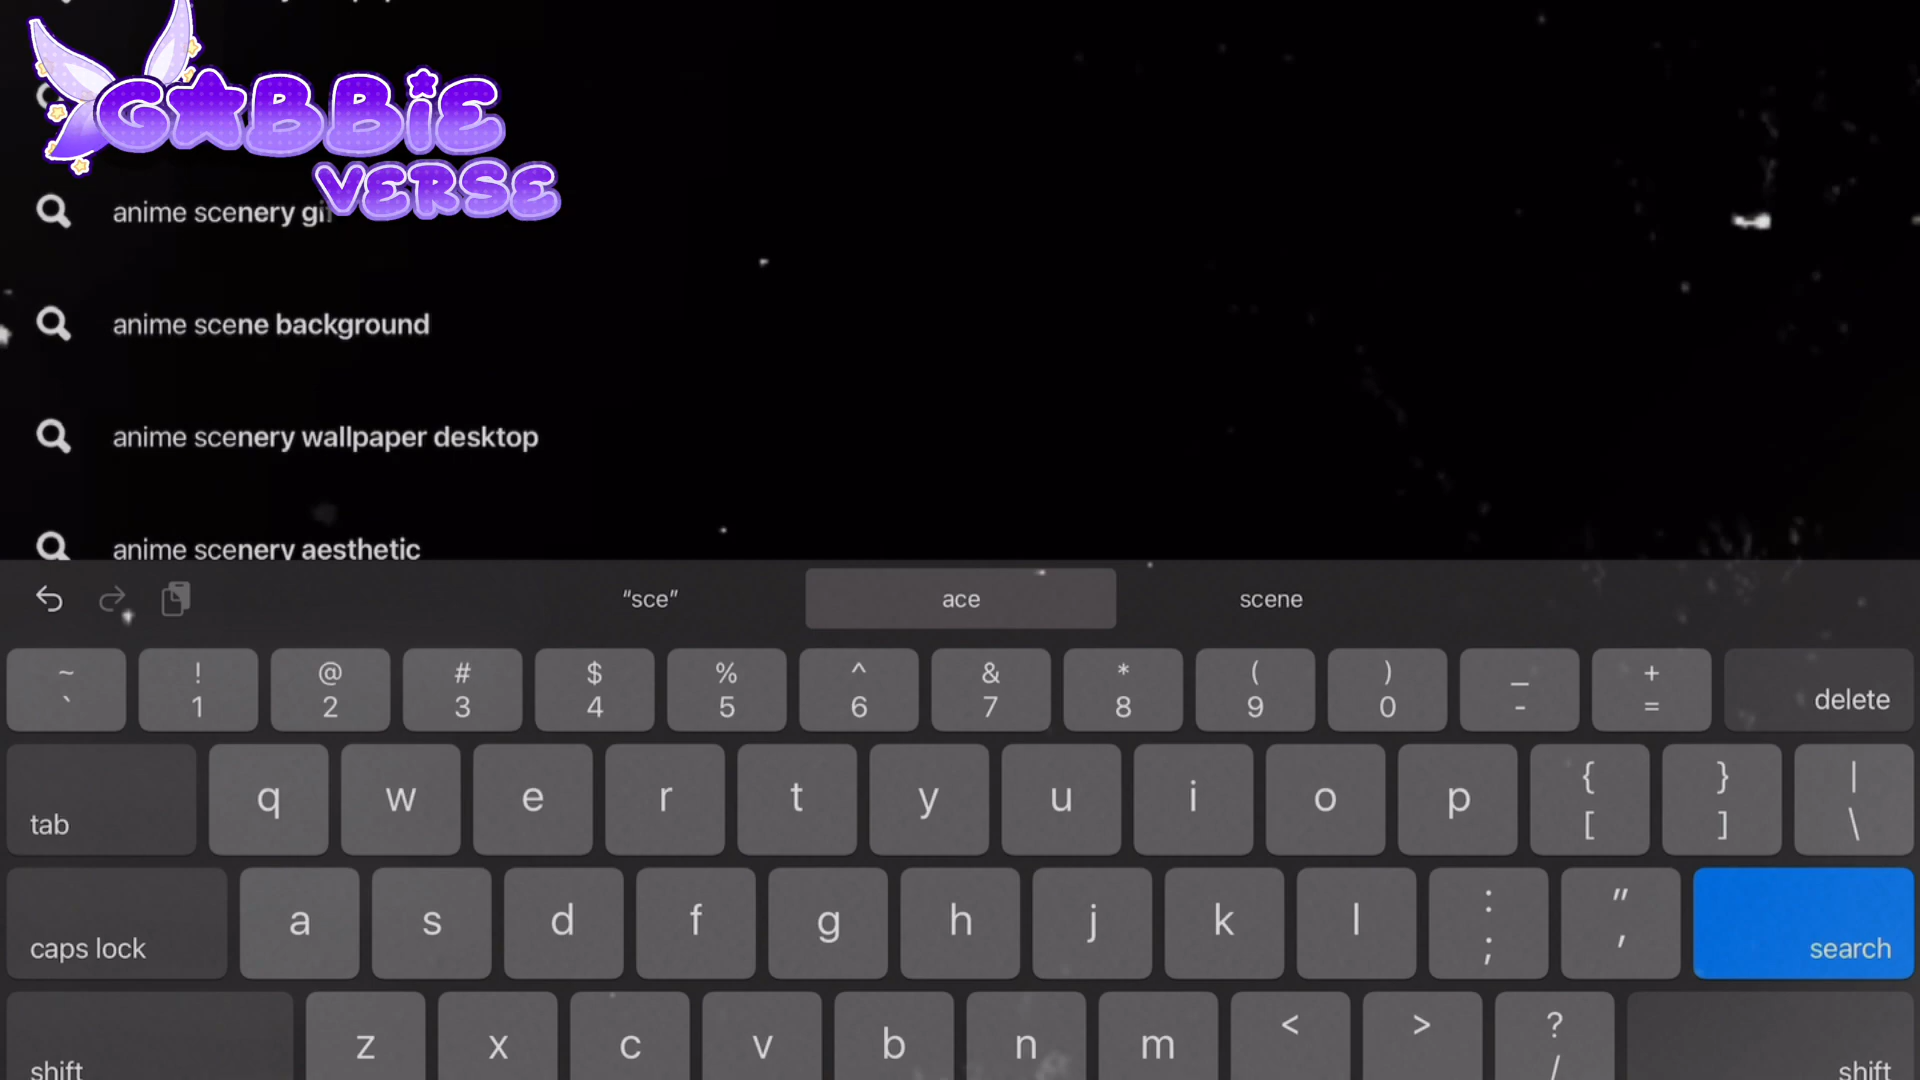 GABBiE
VERSE
anime scenery gif
anime scene background
anime scenery wallpaper desktop
anime scenery aesthetic
“sce” ace scene
~ ! @ # $ % ^ & * ( ) _ +
` 1 2 3 4 5 6 7 8 9 0 - = delete
tab q w e r t y u i o p { [ } ] | \
caps lock a s d f g h j k l : ; " ' search
shift z x c v b n m < > ? / shift